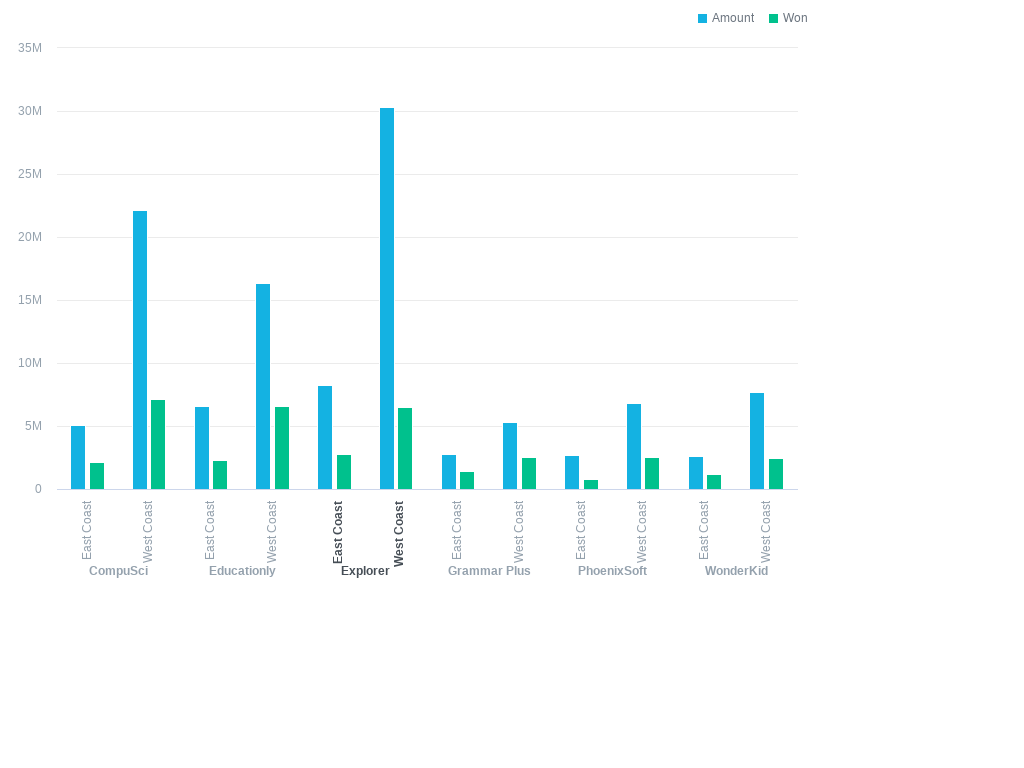 Amount Won
35M
30M
25M
20M
15M
10M
5M
0
East Coast West Coast East Coast West Coast East Coast West Coast East Coast West Coast East Coast West Coast East Coast West Coast
CompuSci Educationly Explorer Grammar Plus PhoenixSoft WonderKid